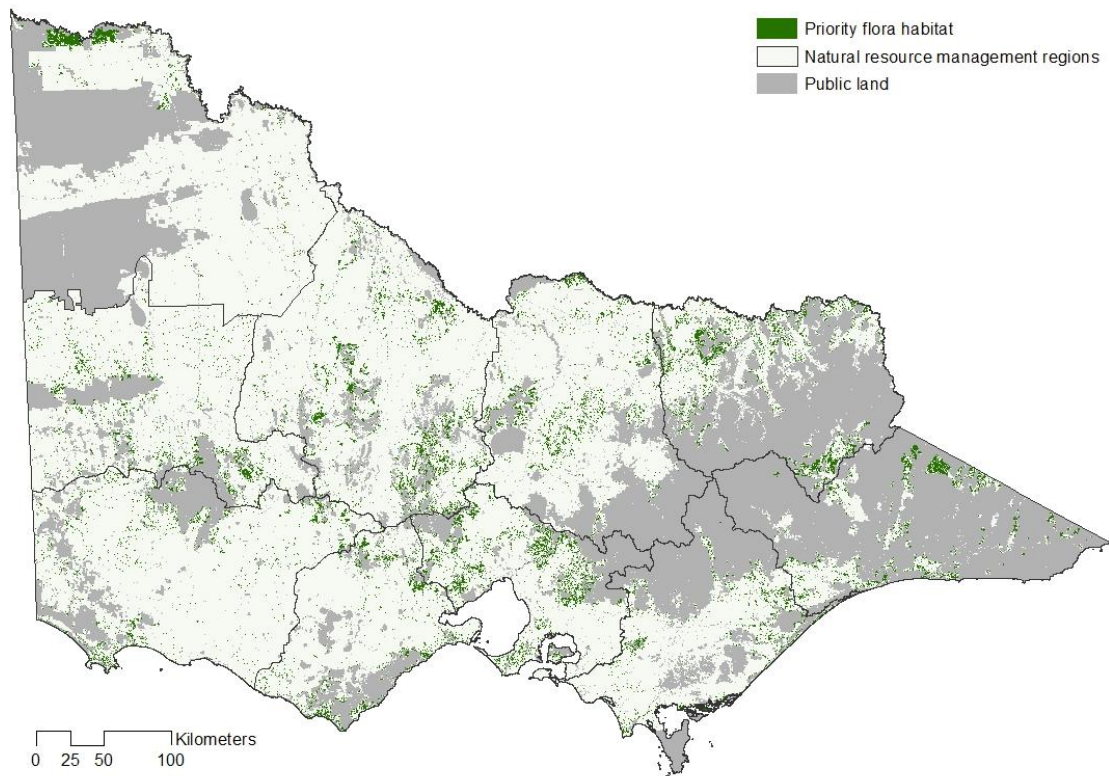 Priority flora habitat
Natural resource management regions
Public land
Kilometers
0 25 50 100